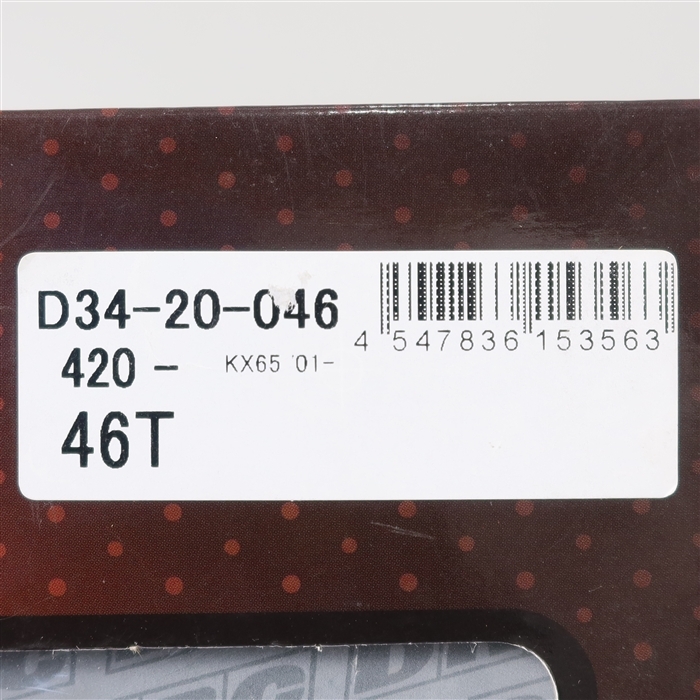 D34-20-046
420 - KX65 '01-
46T
4 547836 153563